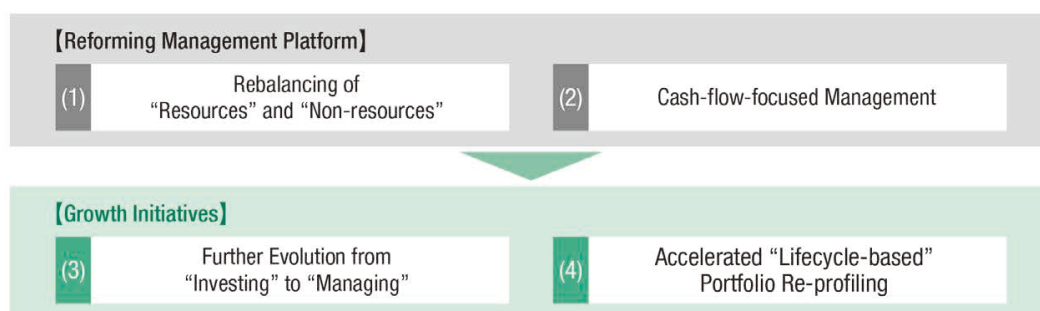 【Reforming Management Platform】
(1)
Rebalancing of
“Resources” and “Non-resources”
(2)
Cash-flow-focused Management
【Growth Initiatives】
(3)
Further Evolution from
“Investing” to “Managing”
(4)
Accelerated “Lifecycle-based”
Portfolio Re-profiling